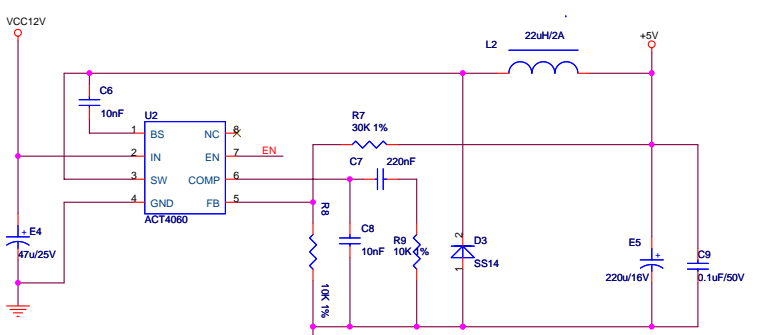 VCC12V
22uH/2A
L2
+5V
C6
10nF
U2
1
BS
NC
8
2
IN
EN
7
EN
3
SW
COMP
6
4
GND
FB
5
ACT4060
R7
30K 1%
C7
220nF
R8
10K 1%
C8
10nF
R9
10K 1%
2
D3
1
SS14
+
E4
47u/25V
E5
+
220u/16V
C9
0.1uF/50V